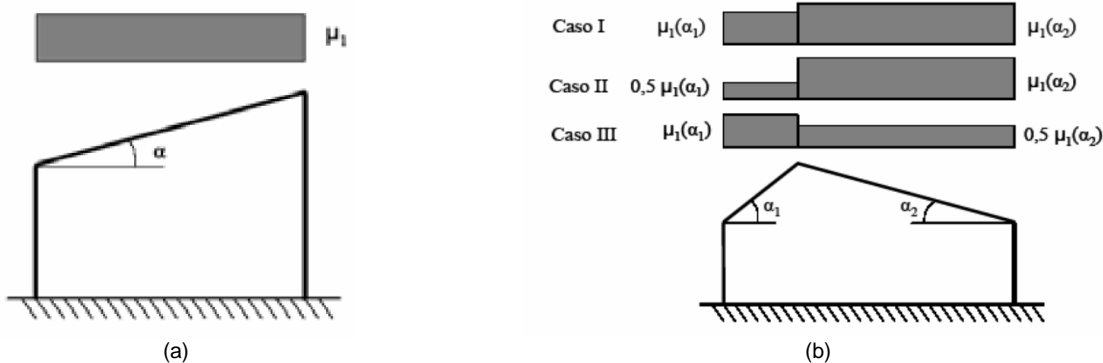 μ₁
α
(a)
Caso I μ₁(α₁) μ₁(α₂)
Caso II 0,5 μ₁(α₁) μ₁(α₂)
Caso III μ₁(α₁) 0,5 μ₁(α₂)
α₁ α₂
(b)